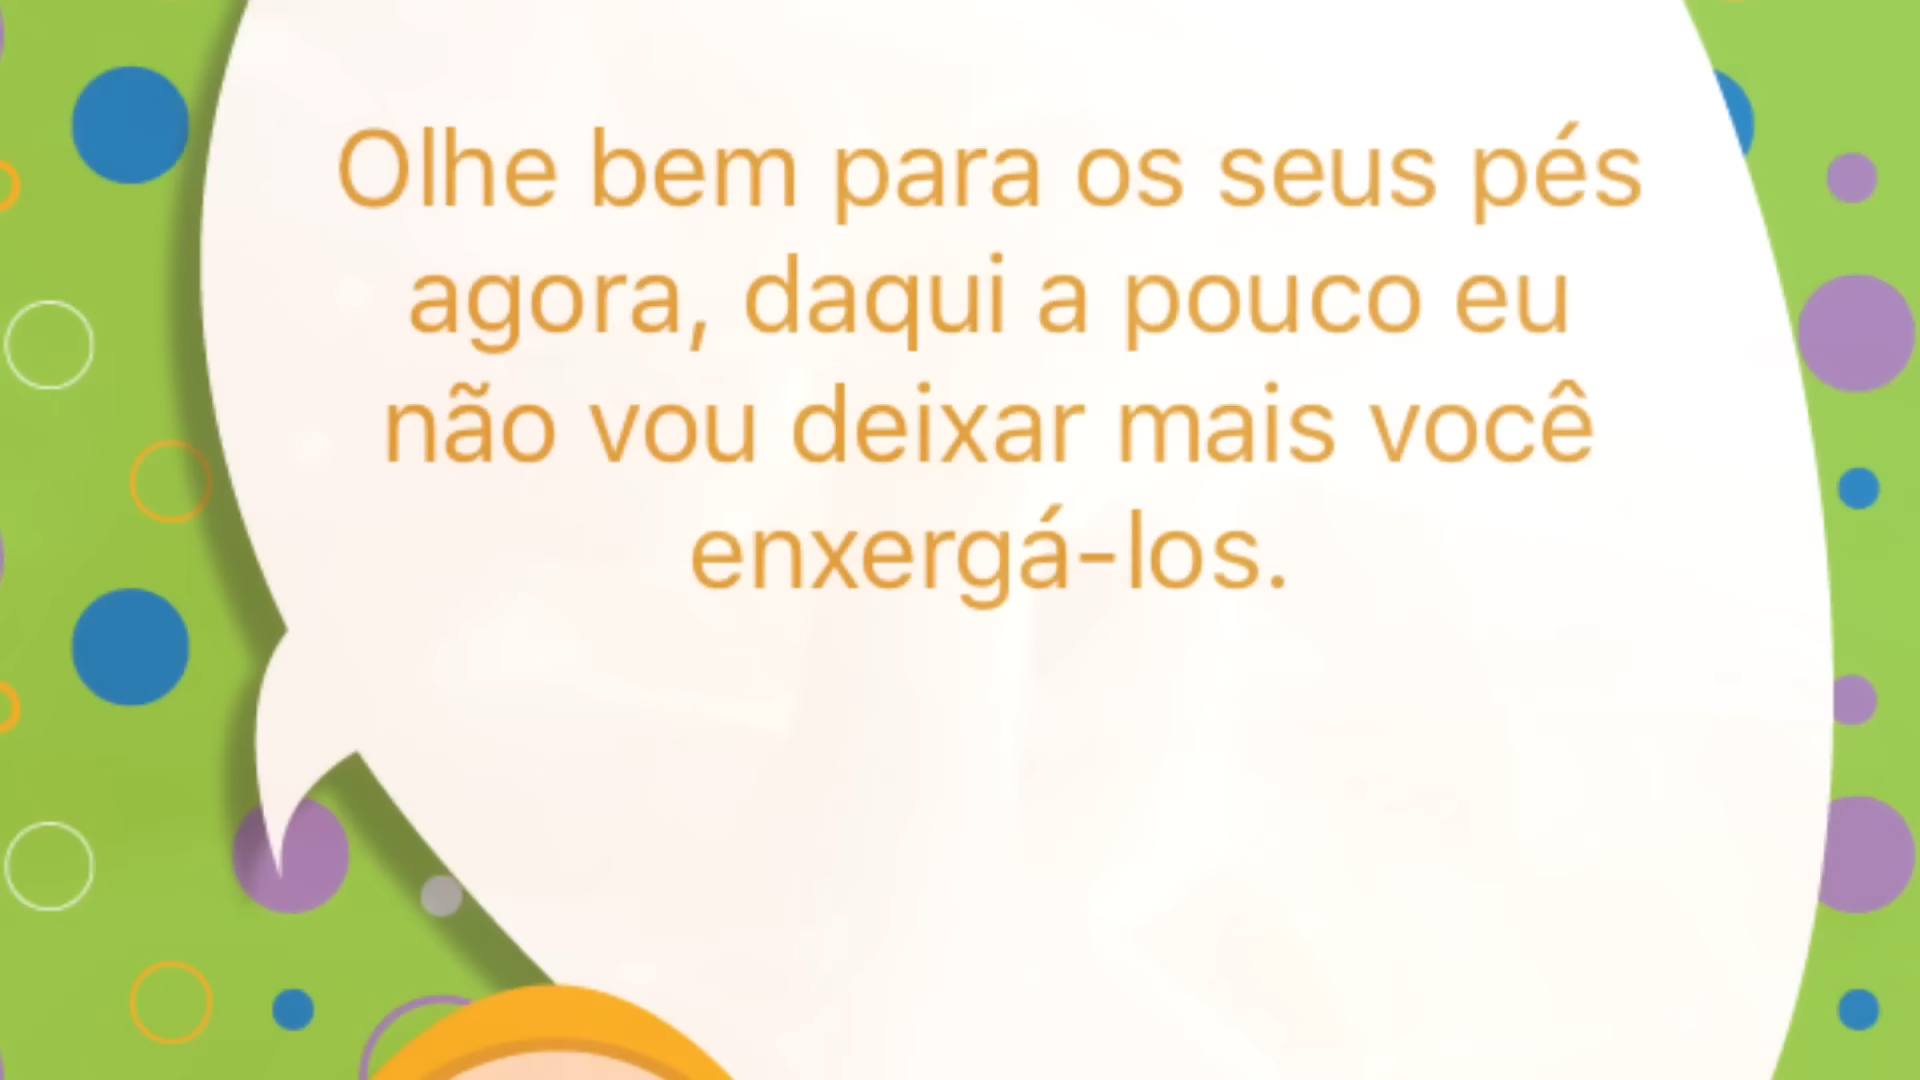 Olhe bem para os seus pés
agora, daqui a pouco eu
não vou deixar mais você
enxergá-los.